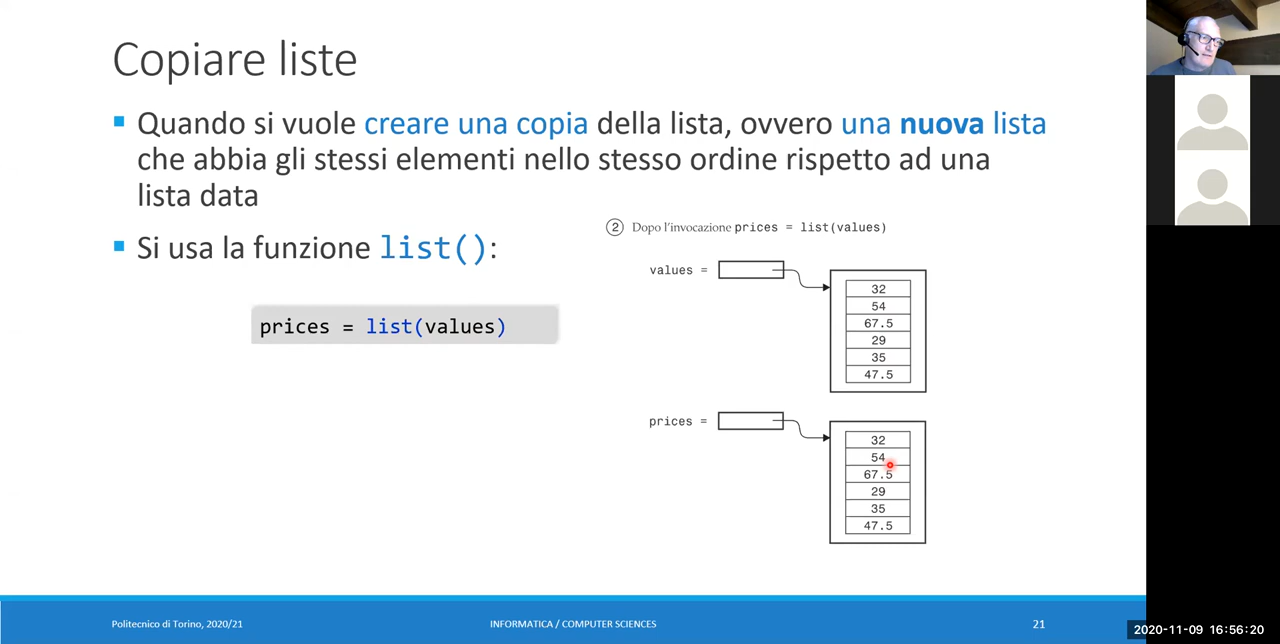 Copiare liste
Quando si vuole creare una copia della lista, ovvero una nuova lista
che abbia gli stessi elementi nello stesso ordine rispetto ad una
lista data
Si usa la funzione list():
prices = list(values)
2 Dopo l'invocazione prices = list(values)
values =
32
54
67.5
29
35
47.5
prices =
32
54
67.5
29
35
47.5
Politecnico di Torino, 2020/21
INFORMATICA / COMPUTER SCIENCES
21
2020-11-09 16:56:20